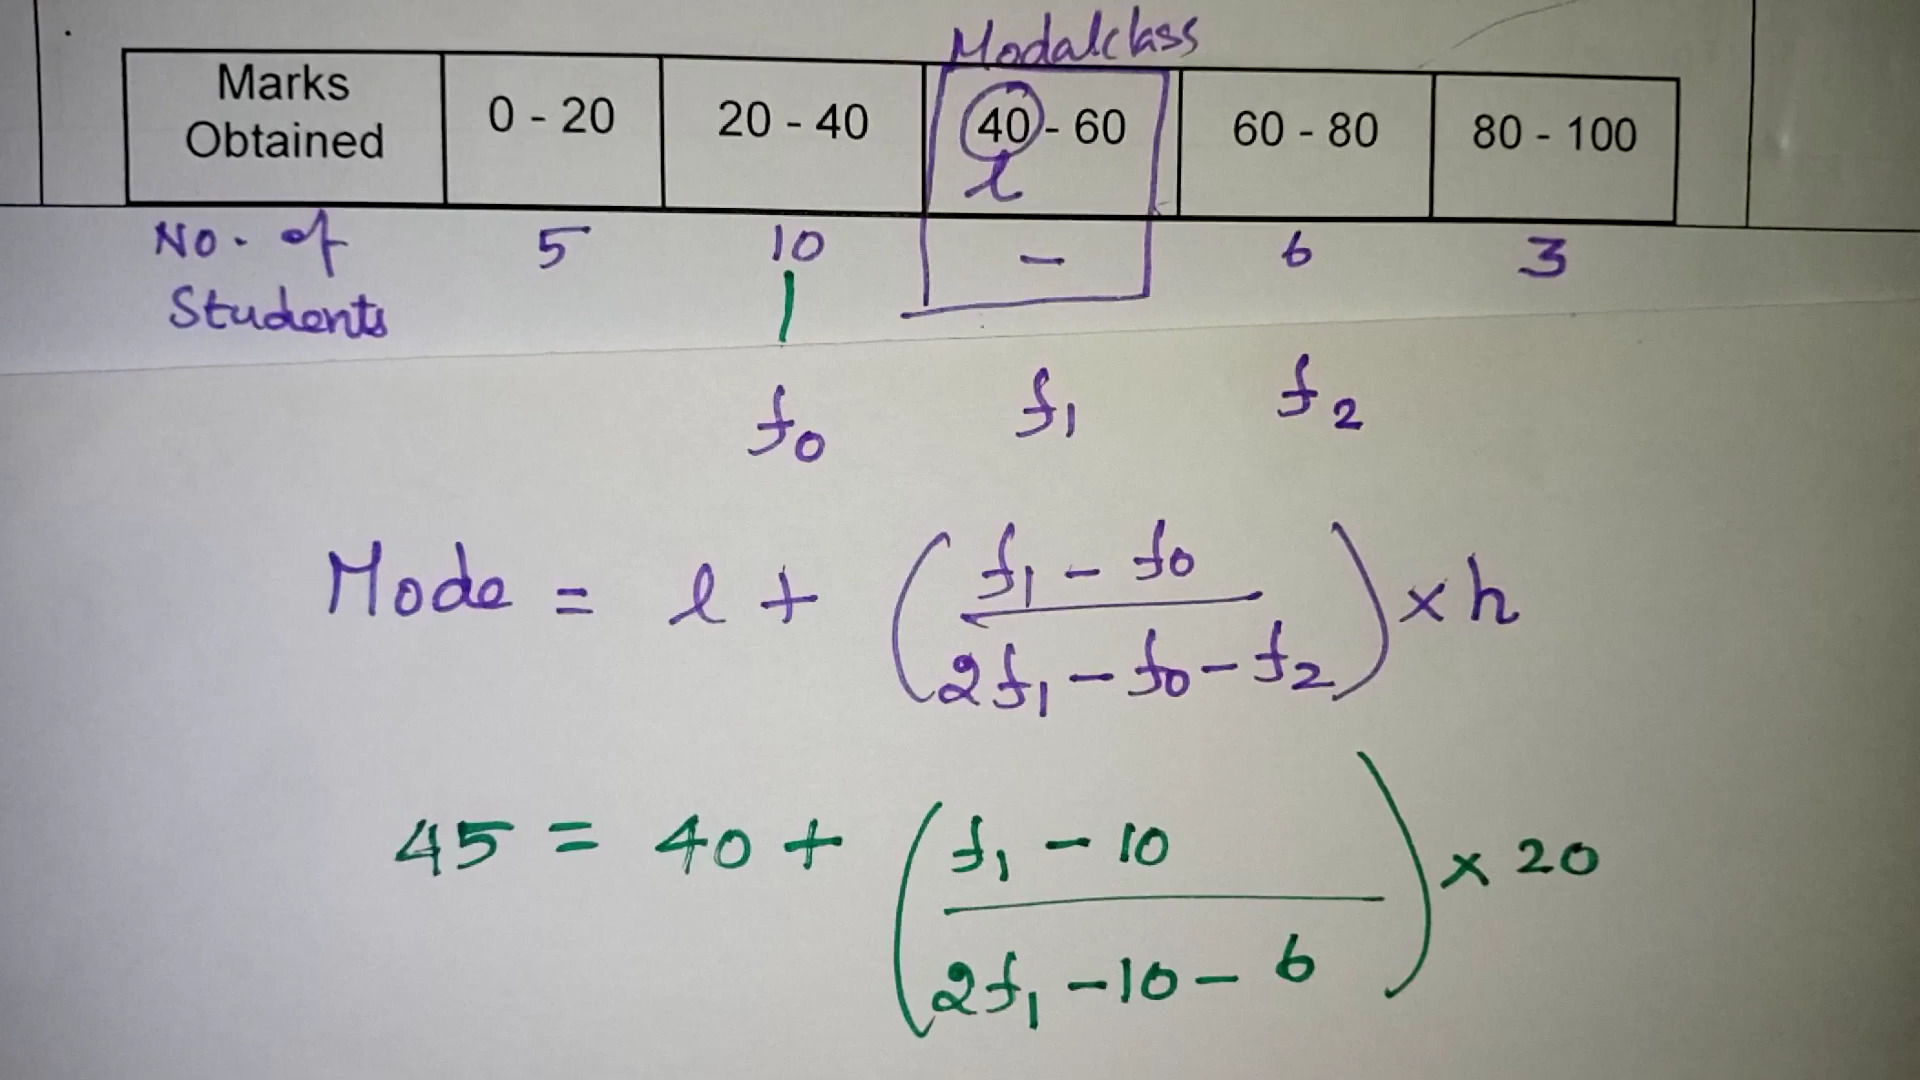 Modalclass
Marks Obtained 0 - 20 20 - 40 40 - 60 60 - 80 80 - 100
l
No. of Students 5 10 - 6 3
f0 f1 f2
Mode = l + (f1 - f0 / 2f1 - f0 - f2) x h
45 = 40 + (f1 - 10 / 2f1 - 10 - 6) x 20